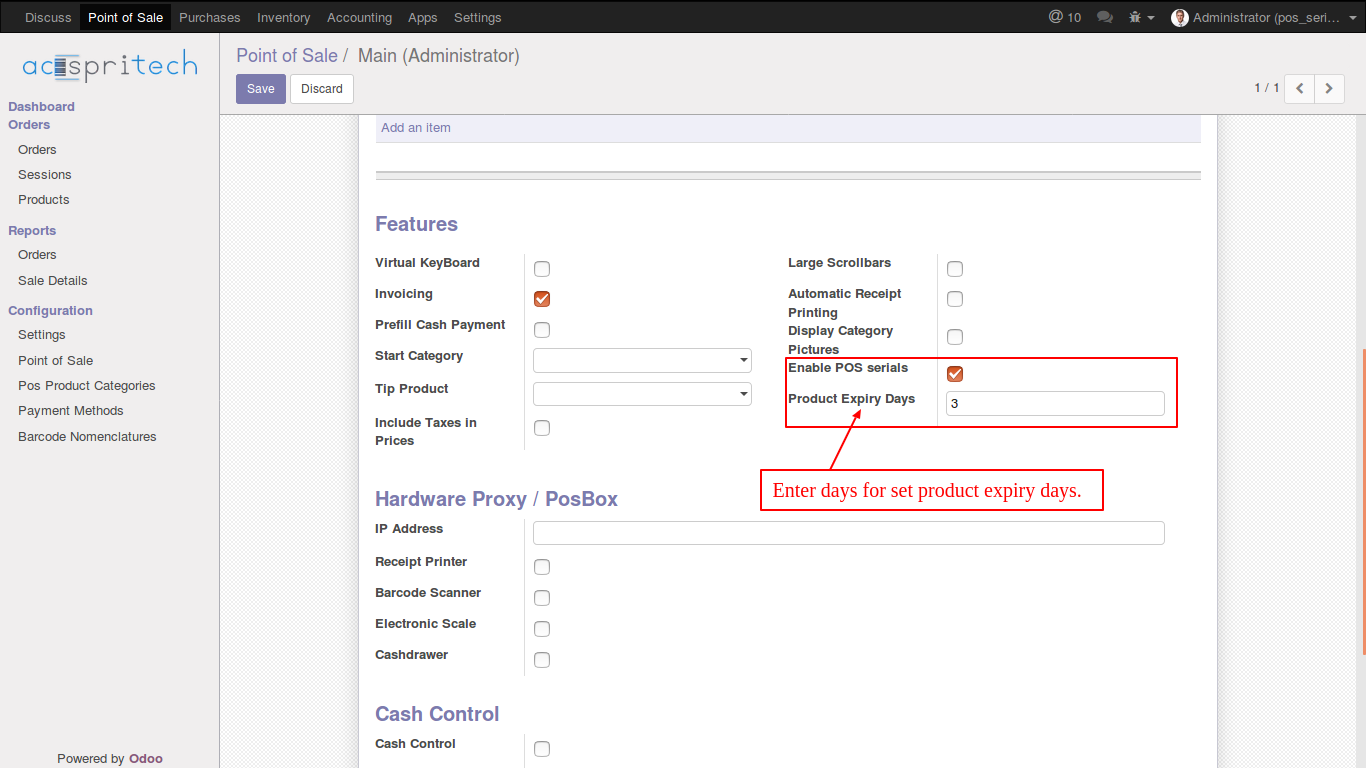 Discuss Point of Sale Purchases Inventory Accounting Apps Settings @ 10 Administrator (pos_seri...
acespritech
Point of Sale / Main (Administrator)
Save Discard
1 / 1
Dashboard
Orders
Orders
Sessions
Products
Reports
Orders
Sale Details
Configuration
Settings
Point of Sale
Pos Product Categories
Payment Methods
Barcode Nomenclatures
Powered by Odoo
Add an item
Features
Virtual KeyBoard
Invoicing
Prefill Cash Payment
Start Category
Tip Product
Include Taxes in
Prices
Large Scrollbars
Automatic Receipt
Printing
Display Category
Pictures
Enable POS serials
Product Expiry Days 3
Enter days for set product expiry days.
Hardware Proxy / PosBox
IP Address
Receipt Printer
Barcode Scanner
Electronic Scale
Cashdrawer
Cash Control
Cash Control